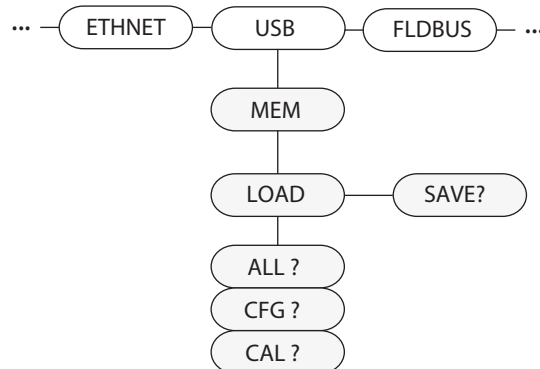 ... ETHNET USB FLDBUS ...
MEM
LOAD SAVE?
ALL ?
CFG ?
CAL ?